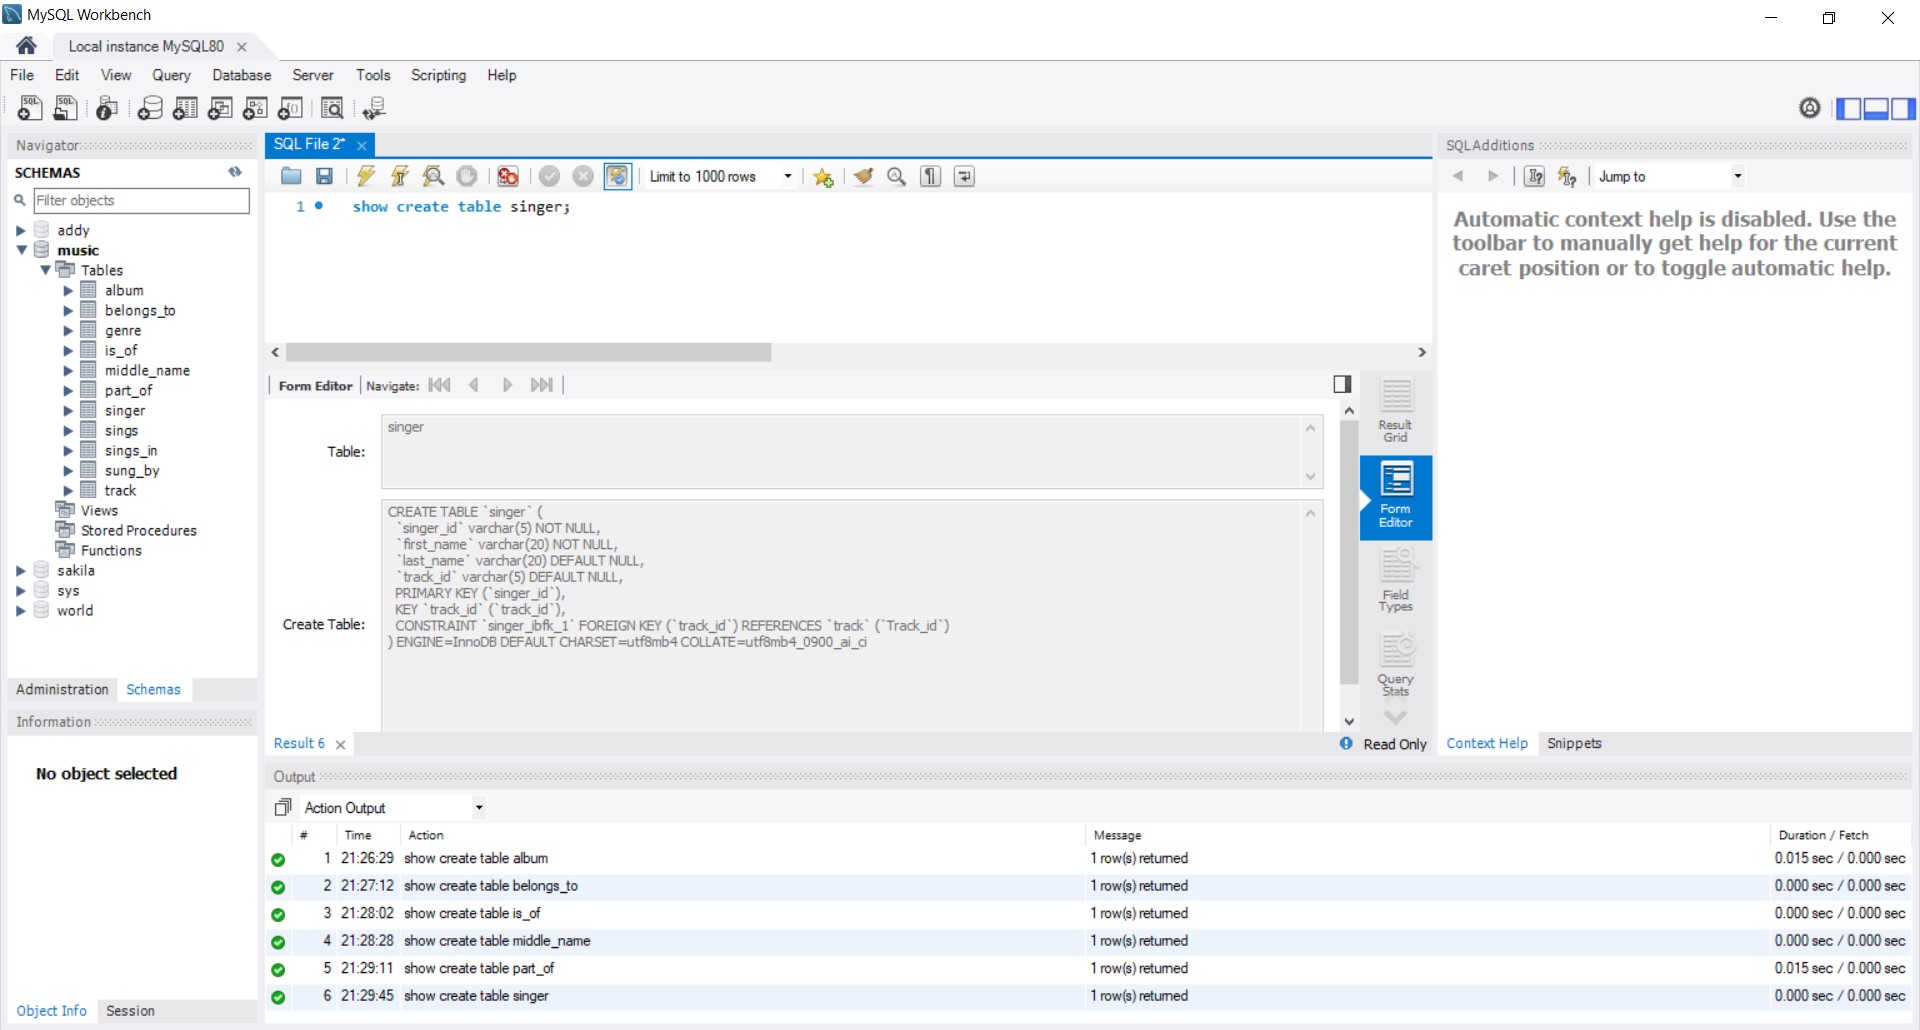 MySQL Workbench
Local instance MySQL80
File Edit View Query Database Server Tools Scripting Help
Navigator
SCHEMAS
Filter objects
addy
music
Tables
album
belongs_to
genre
is_of
middle_name
part_of
singer
sings
sings_in
sung_by
track
Views
Stored Procedures
Functions
sakila
sys
world
Administration Schemas
Information
No object selected
Object Info Session
SQL File 2*
Limit to 1000 rows
1 show create table singer;
Form Editor Navigate:
Table:
singer
Create Table:
CREATE TABLE `singer` (
`singer_id` varchar(5) NOT NULL,
`first_name` varchar(20) NOT NULL,
`last_name` varchar(20) DEFAULT NULL,
`track_id` varchar(5) DEFAULT NULL,
PRIMARY KEY (`singer_id`),
KEY `track_id` (`track_id`),
CONSTRAINT `singer_ibfk_1` FOREIGN KEY (`track_id`) REFERENCES `track` (`Track_id`)
) ENGINE=InnoDB DEFAULT CHARSET=utf8mb4 COLLATE=utf8mb4_0900_ai_ci
Result
Grid
Form
Editor
Field
Types
Query
Stats
Result 6
Read Only
SQLAdditions
Jump to
Automatic context help is disabled. Use the
toolbar to manually get help for the current
caret position or to toggle automatic help.
Context Help Snippets
Output
Action Output
# Time Action Message Duration / Fetch
1 21:26:29 show create table album 1 row(s) returned 0.015 sec / 0.000 sec
2 21:27:12 show create table belongs_to 1 row(s) returned 0.000 sec / 0.000 sec
3 21:28:02 show create table is_of 1 row(s) returned 0.000 sec / 0.000 sec
4 21:28:28 show create table middle_name 1 row(s) returned 0.000 sec / 0.000 sec
5 21:29:11 show create table part_of 1 row(s) returned 0.015 sec / 0.000 sec
6 21:29:45 show create table singer 1 row(s) returned 0.000 sec / 0.000 sec